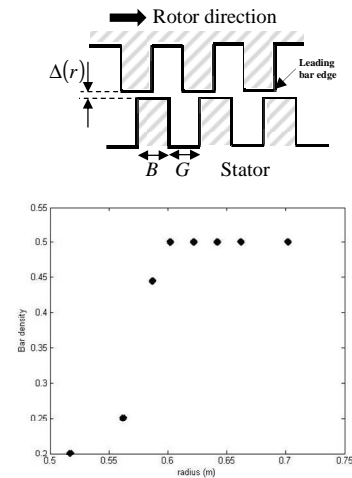 Rotor direction
Δ(r)
Leading
bar edge
B
G
Stator
0.55
0.5
0.45
0.4
0.35
0.3
0.25
0.2
Bar density
0.5
0.55
0.6
0.65
0.7
0.75
radius (m)